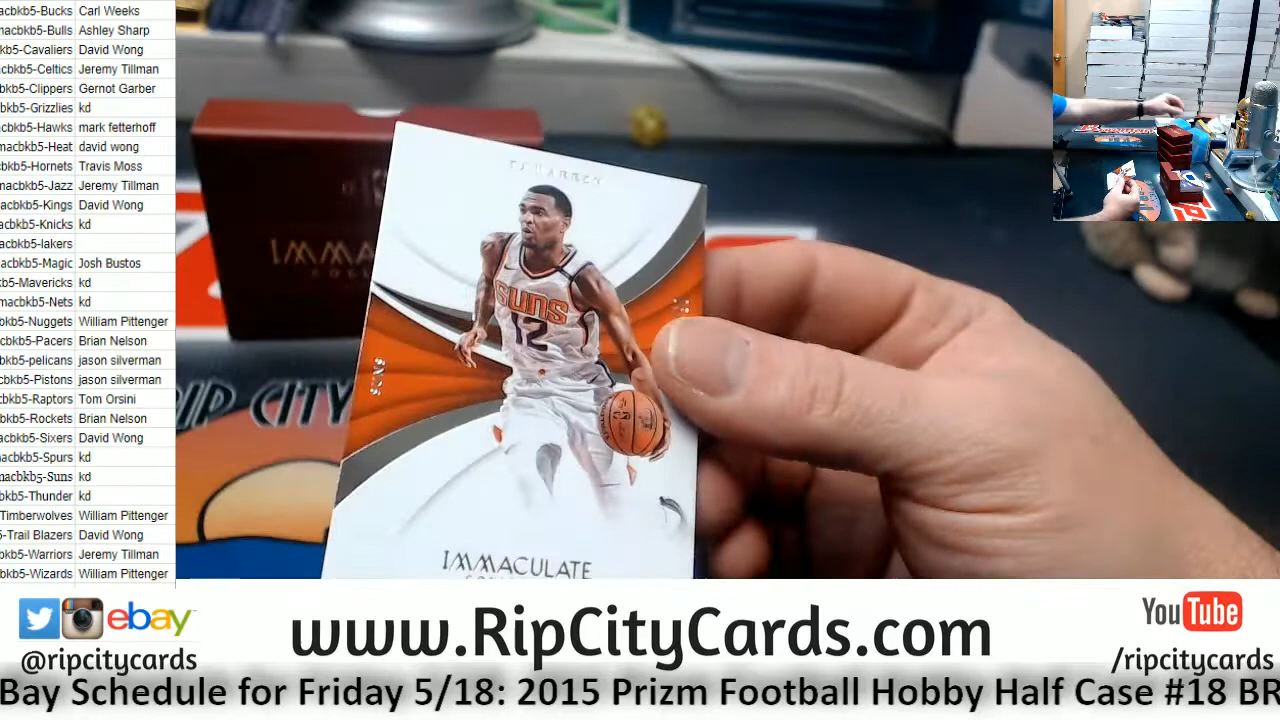 acbkb5-Bucks Carl Weeks
macbkb5-Bulls Ashley Sharp
kb5-Cavaliers David Wong
acbkb5-Celtics Jeremy Tillman
cbkb5-Clippers Gernot Garber
cbkb5-Grizzlies kd
acbkb5-Hawks mark fetterhoff
macbkb5-Heat david wong
cbkb5-Hornets Travis Moss
macbkb5-Jazz Jeremy Tillman
acbkb5-Kings David Wong
acbkb5-Knicks kd
acbkb5-lakers
acbkb5-Magic Josh Bustos
kb5-Mavericks kd
macbkb5-Nets kd
bkb5-Nuggets William Pittenger
cbkb5-Pacers Brian Nelson
bkb5-pelicans jason silverman
cbkb5-Pistons jason silverman
bkb5-Raptors Tom Orsini
bkb5-Rockets Brian Nelson
acbkb5-Sixers David Wong
acbkb5-Spurs kd
macbkb5-Suns kd
bkb5-Thunder kd
Timberwolves William Pittenger
5-Trail Blazers David Wong
bkb5-Warriors Jeremy Tillman
bkb5-Wizards William Pittenger
TJ WARREN
SUNS
12
IMMACULATE
IMMA
RIP CITY
ebay
@ripcitycards
www.RipCityCards.com
YouTube
/ripcitycards
Bay Schedule for Friday 5/18: 2015 Prizm Football Hobby Half Case #18 BR